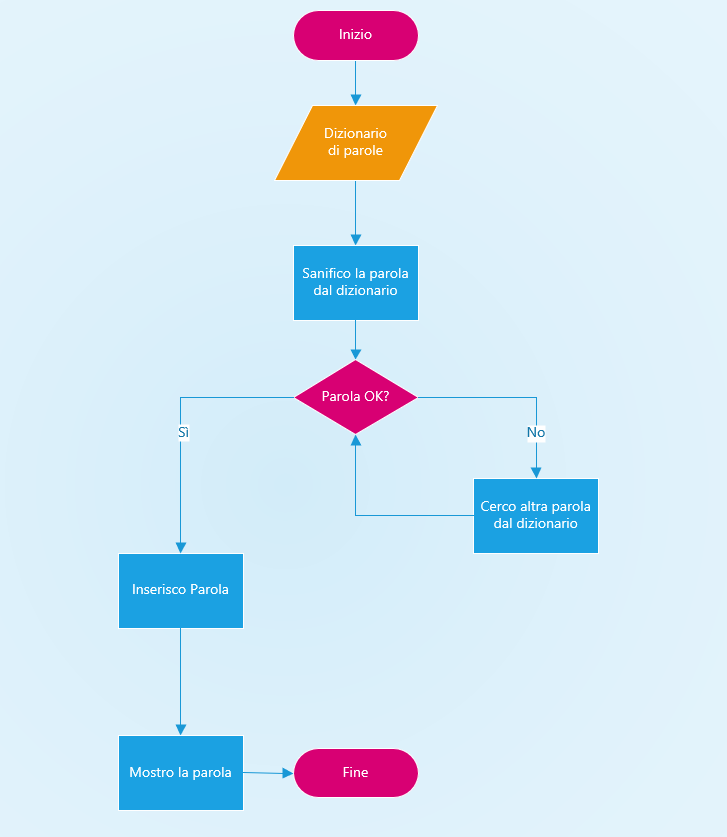 Inizio
Dizionario
di parole
Sanifico la parola
dal dizionario
Parola OK?
Sì
No
Cerco altra parola
dal dizionario
Inserisco Parola
Mostro la parola
Fine